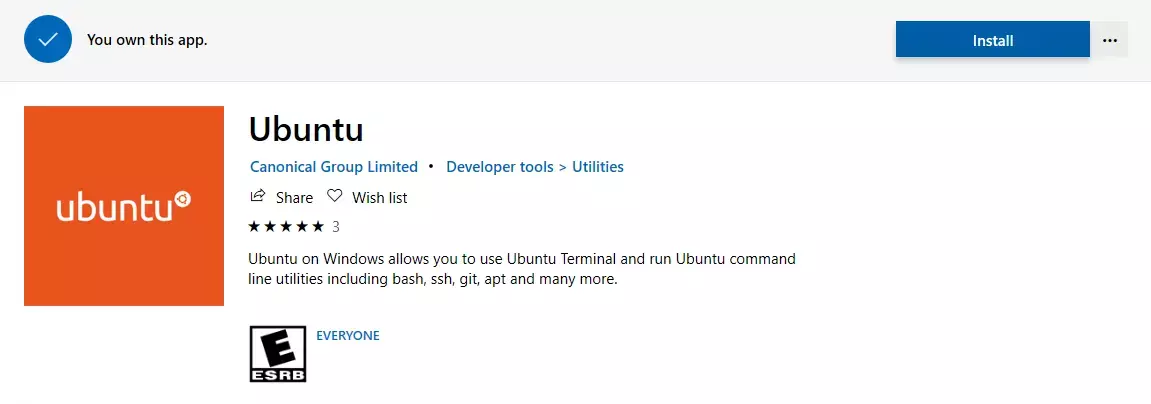 You own this app.
Install
ubuntu
Ubuntu
Canonical Group Limited • Developer tools > Utilities
Share Wish list
3
Ubuntu on Windows allows you to use Ubuntu Terminal and run Ubuntu command
line utilities including bash, ssh, git, apt and many more.
E
ESRB
EVERYONE